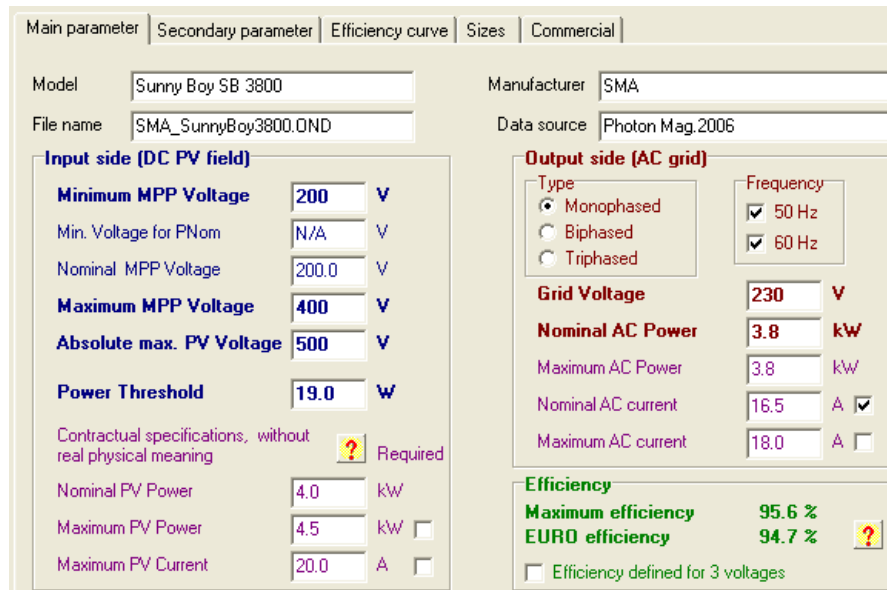 Main parameter Secondary parameter Efficiency curve Sizes Commercial
Model Sunny Boy SB 3800 Manufacturer SMA
File name SMA_SunnyBoy3800.OND Data source Photon Mag.2006
Input side (DC PV field)
Minimum MPP Voltage 200 V
Min. Voltage for PNom N/A V
Nominal MPP Voltage 200.0 V
Maximum MPP Voltage 400 V
Absolute max. PV Voltage 500 V
Power Threshold 19.0 W
Contractual specifications, without
real physical meaning ? Required
Nominal PV Power 4.0 kW
Maximum PV Power 4.5 kW
Maximum PV Current 20.0 A
Output side (AC grid)
Type Frequency
Monophased 50 Hz
Biphased 60 Hz
Triphased
Grid Voltage 230 V
Nominal AC Power 3.8 kW
Maximum AC Power 3.8 kW
Nominal AC current 16.5 A
Maximum AC current 18.0 A
Efficiency
Maximum efficiency 95.6 %
EURO efficiency 94.7 % ?
Efficiency defined for 3 voltages